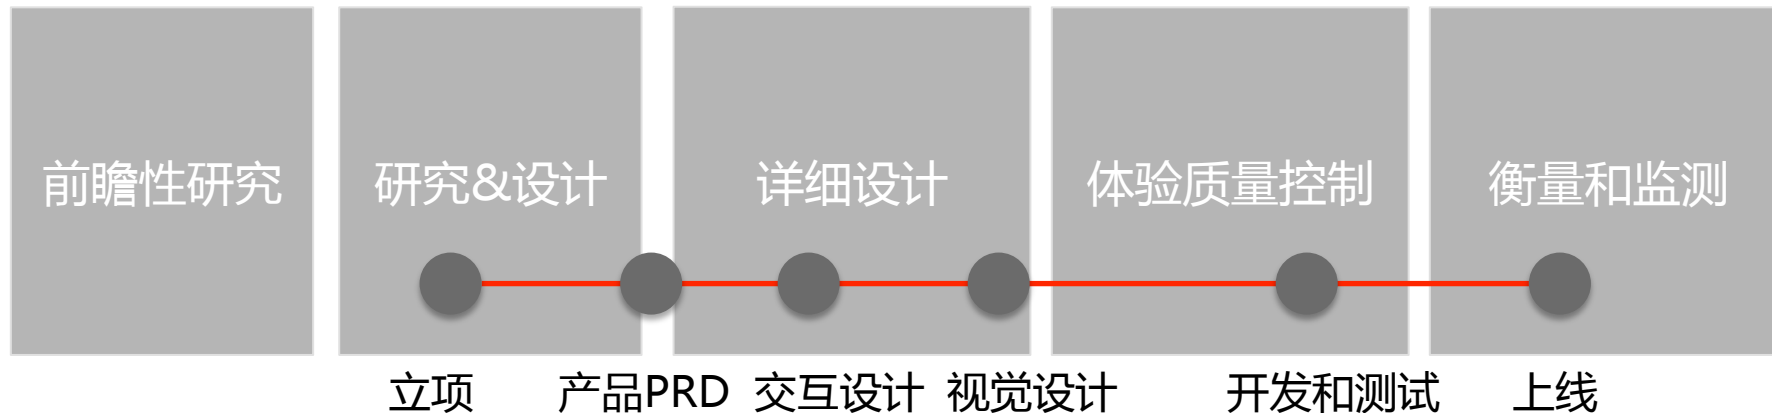 前瞻性研究
研究&设计
详细设计
体验质量控制
衡量和监测
立项
产品PRD
交互设计
视觉设计
开发和测试
上线